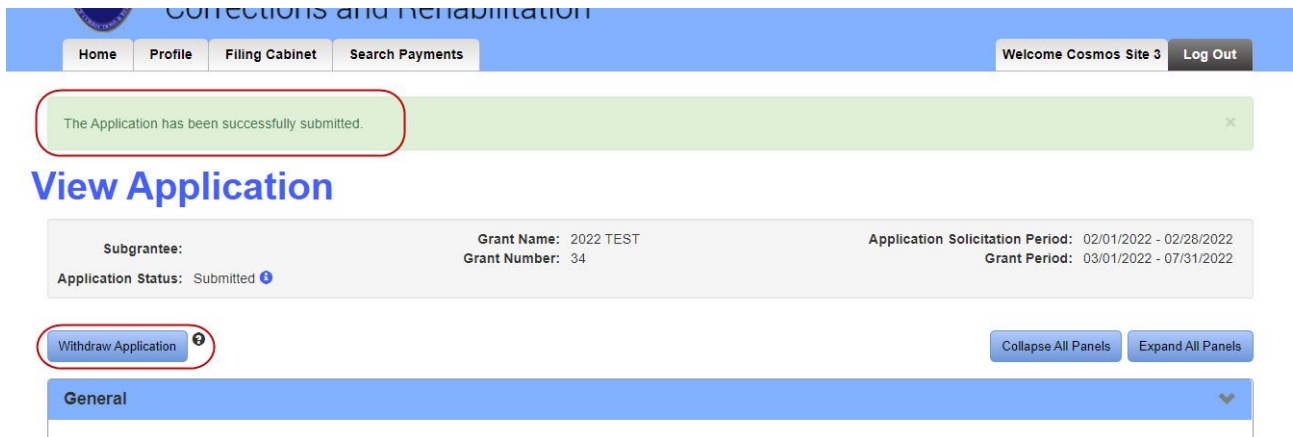 Corrections and Rehabilitation
Home Profile Filing Cabinet Search Payments Welcome Cosmos Site 3 Log Out
The Application has been successfully submitted. ×
View Application
Subgrantee: Grant Name: 2022 TEST Application Solicitation Period: 02/01/2022 - 02/28/2022
Application Status: Submitted Grant Number: 34 Grant Period: 03/01/2022 - 07/31/2022
Withdraw Application Collapse All Panels Expand All Panels
General